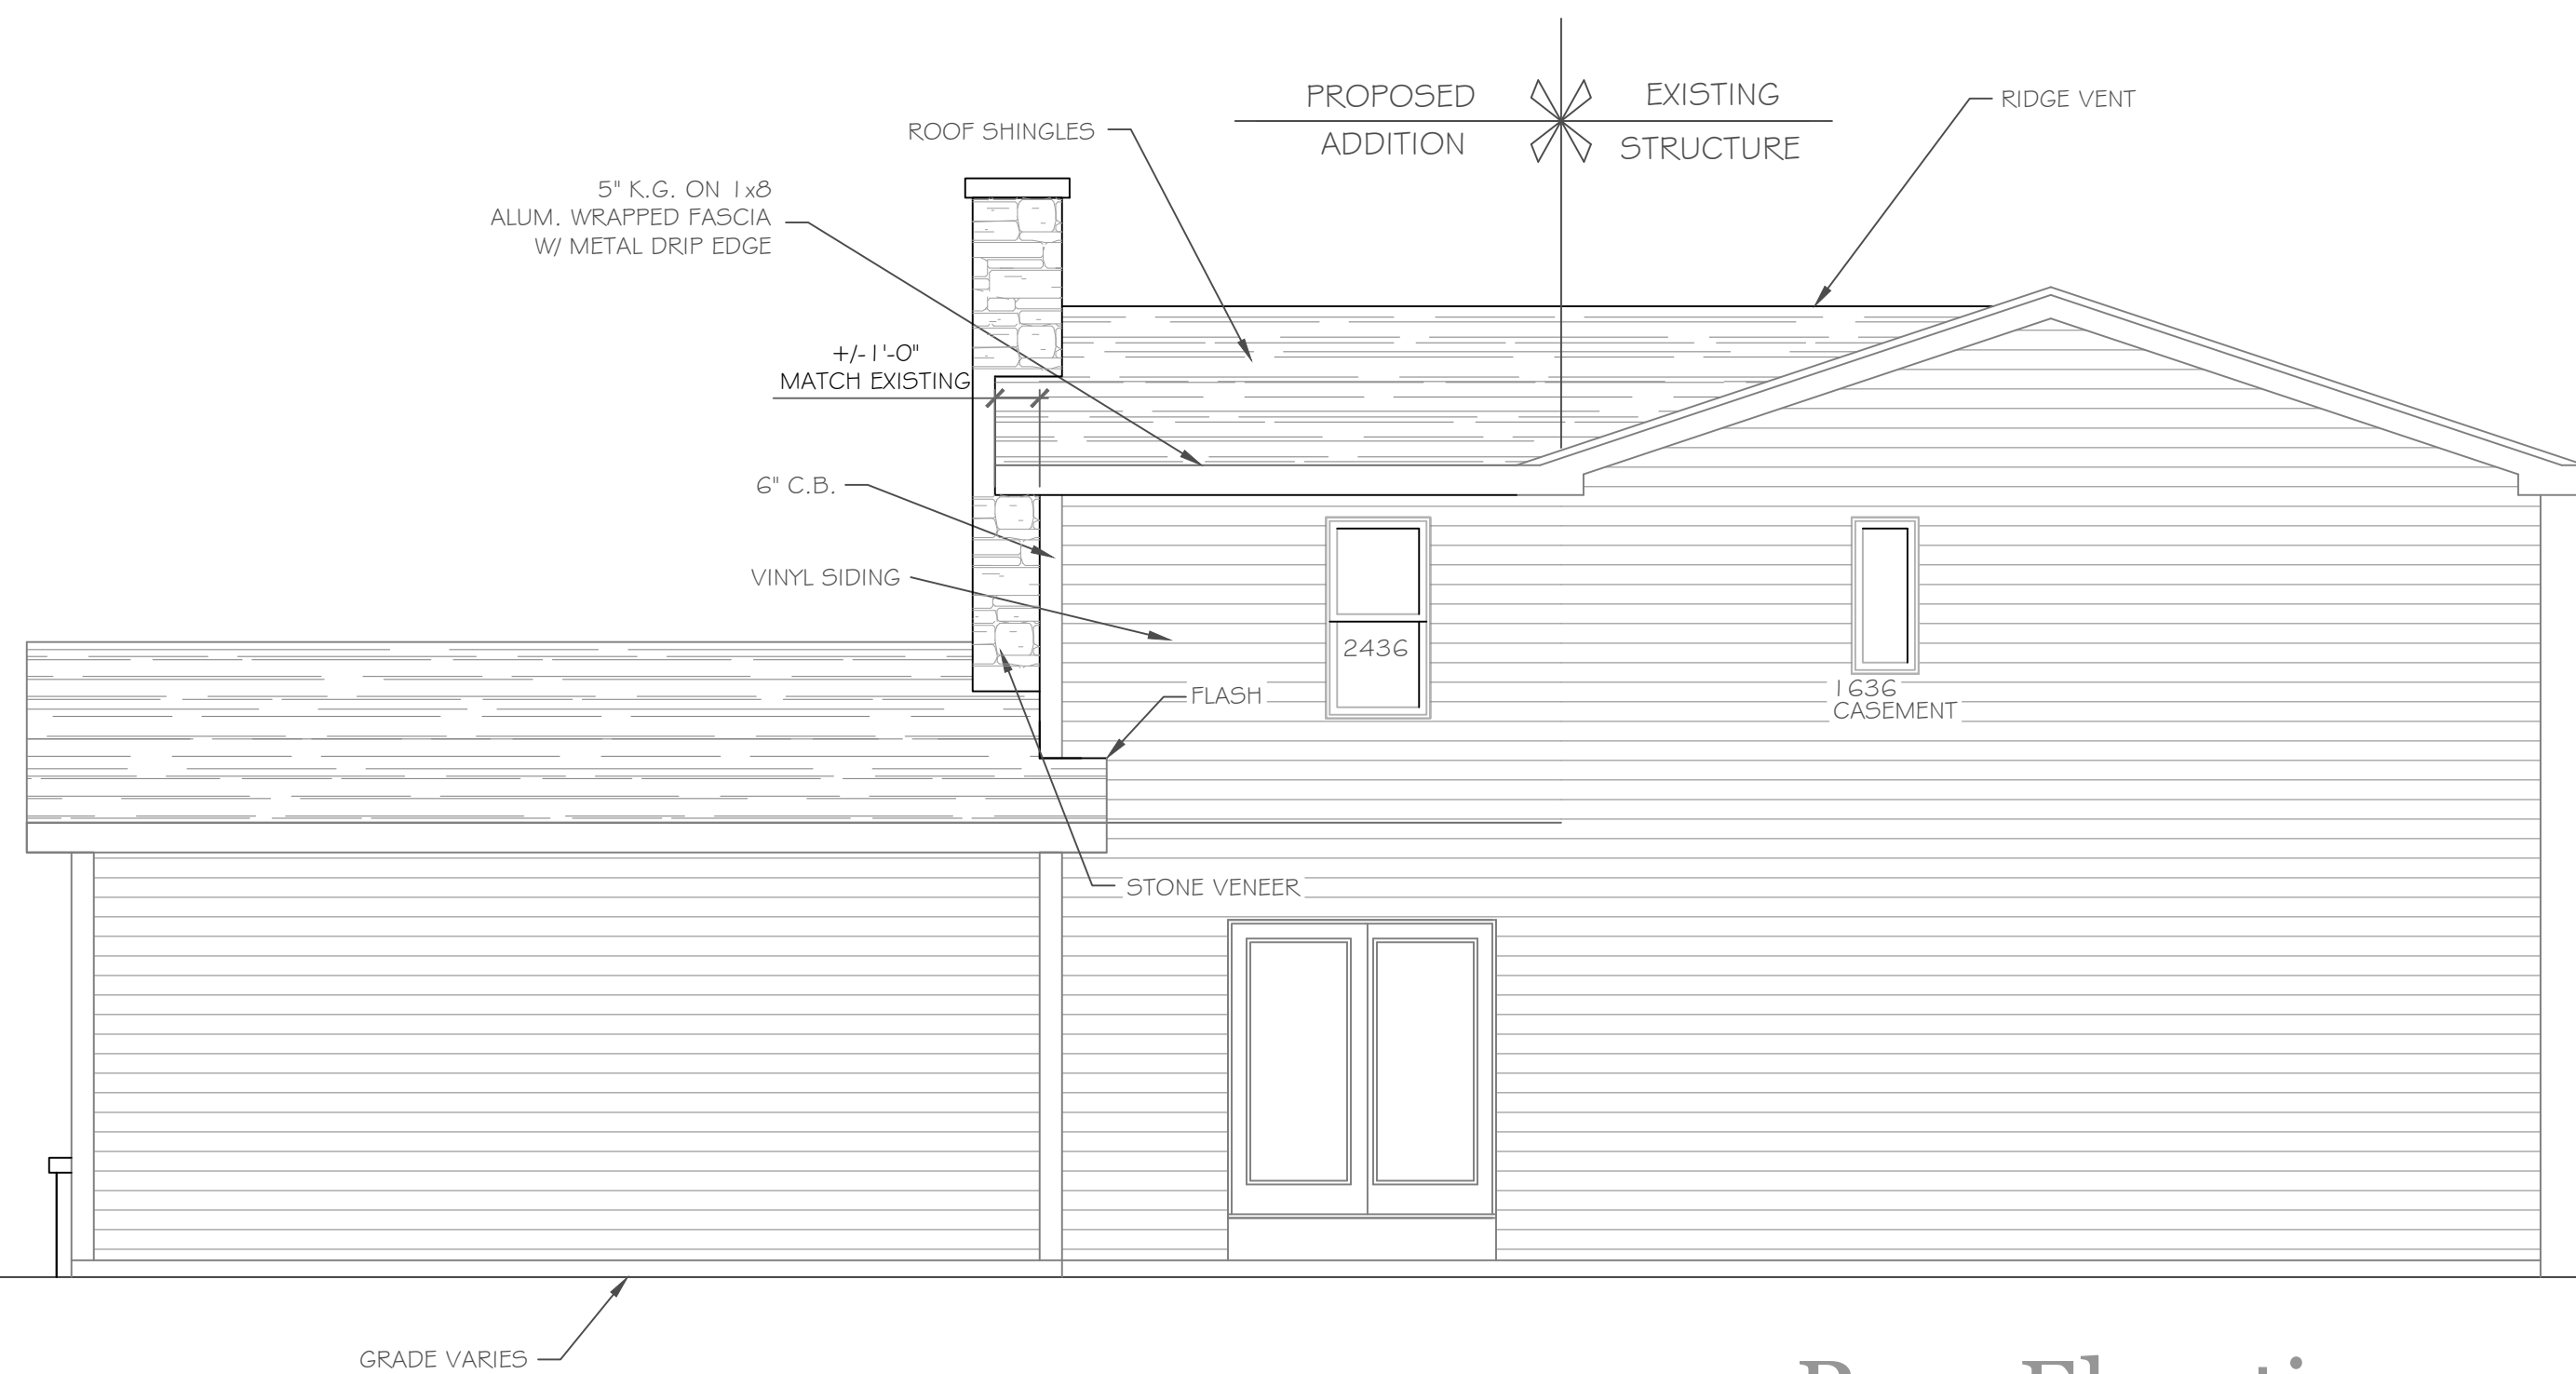 PROPOSED
ADDITION
EXISTING
STRUCTURE
RIDGE VENT
ROOF SHINGLES
5" K.G. ON 1x8
ALUM. WRAPPED FASCIA
W/ METAL DRIP EDGE
+/-1'-0"
MATCH EXISTING
6" C.B.
VINYL SIDING
2436
FLASH
1636
CASEMENT
STONE VENEER
GRADE VARIES